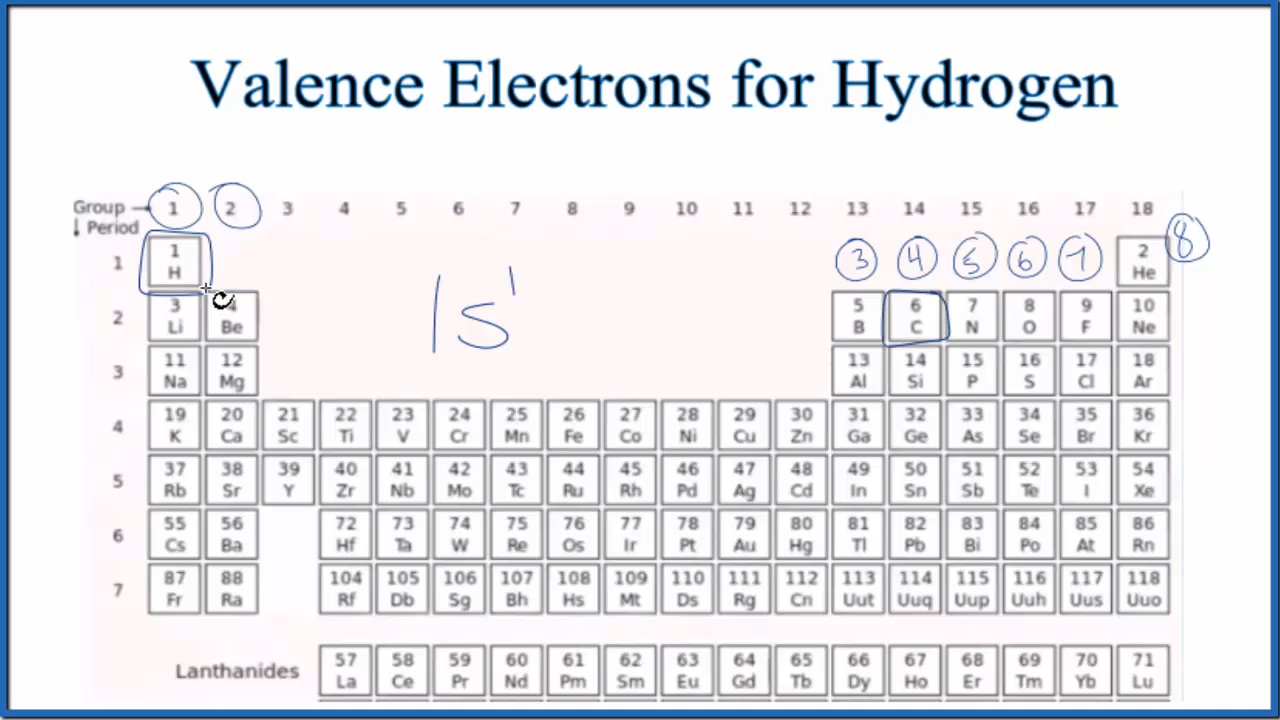 Valence Electrons for Hydrogen
Group → 1 2 3 4 5 6 7 8 9 10 11 12 13 14 15 16 17 18
↓ Period
1 1 2
H He
3 4 5 6 7 8
1s¹
2 3 4 5 6 7 8 9 10
Li Be B C N O F Ne
3 11 12 13 14 15 16 17 18
Na Mg Al Si P S Cl Ar
4 19 20 21 22 23 24 25 26 27 28 29 30 31 32 33 34 35 36
K Ca Sc Ti V Cr Mn Fe Co Ni Cu Zn Ga Ge As Se Br Kr
5 37 38 39 40 41 42 43 44 45 46 47 48 49 50 51 52 53 54
Rb Sr Y Zr Nb Mo Tc Ru Rh Pd Ag Cd In Sn Sb Te I Xe
6 55 56 72 73 74 75 76 77 78 79 80 81 82 83 84 85 86
Cs Ba Hf Ta W Re Os Ir Pt Au Hg Tl Pb Bi Po At Rn
7 87 88 104 105 106 107 108 109 110 111 112 113 114 115 116 117 118
Fr Ra Rf Db Sg Bh Hs Mt Ds Rg Cn Uut Uuq Uup Uuh Uus Uuo
Lanthanides 57 58 59 60 61 62 63 64 65 66 67 68 69 70 71
La Ce Pr Nd Pm Sm Eu Gd Tb Dy Ho Er Tm Yb Lu